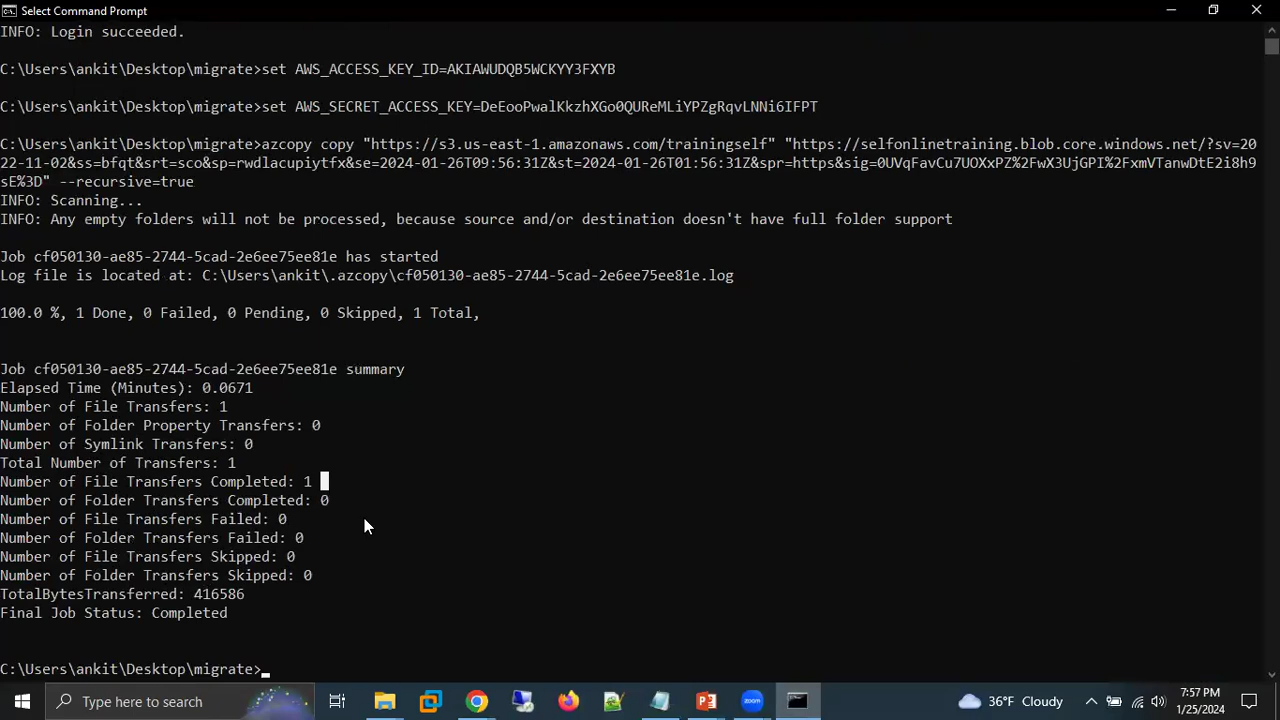 Select Command Prompt
INFO: Login succeeded.
C:\Users\ankit\Desktop\migrate>set AWS_ACCESS_KEY_ID=AKIAWUDQB5WCKYY3FXYB
C:\Users\ankit\Desktop\migrate>set AWS_SECRET_ACCESS_KEY=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
C:\Users\ankit\Desktop\migrate>azcopy copy "https://s3.us-east-1.amazonaws.com/trainingself" "https://selfonlinetraining.blob.core.windows.net/?sv=20
22-11-02&ss=bfqt&srt=sco&sp=rwdlacupiytfx&se=2024-01-26T09:56:31Z&st=2024-01-26T01:56:31Z&spr=https&sig=0UVqFavCu7UOXxPZ%2FwX3UjGPI%2FxmVTanwDtE2i8h9
sE%3D" --recursive=true
INFO: Scanning...
INFO: Any empty folders will not be processed, because source and/or destination doesn't have full folder support
Job cf050130-ae85-2744-5cad-2e6ee75ee81e has started
Log file is located at: C:\Users\ankit\.azcopy\cf050130-ae85-2744-5cad-2e6ee75ee81e.log
100.0 %, 1 Done, 0 Failed, 0 Pending, 0 Skipped, 1 Total,
Job cf050130-ae85-2744-5cad-2e6ee75ee81e summary
Elapsed Time (Minutes): 0.0671
Number of File Transfers: 1
Number of Folder Property Transfers: 0
Number of Symlink Transfers: 0
Total Number of Transfers: 1
Number of File Transfers Completed: 1
Number of Folder Transfers Completed: 0
Number of File Transfers Failed: 0
Number of Folder Transfers Failed: 0
Number of File Transfers Skipped: 0
Number of Folder Transfers Skipped: 0
TotalBytesTransferred: 416586
Final Job Status: Completed
C:\Users\ankit\Desktop\migrate>
Type here to search
zoom
36°F Cloudy
7:57 PM
1/25/2024